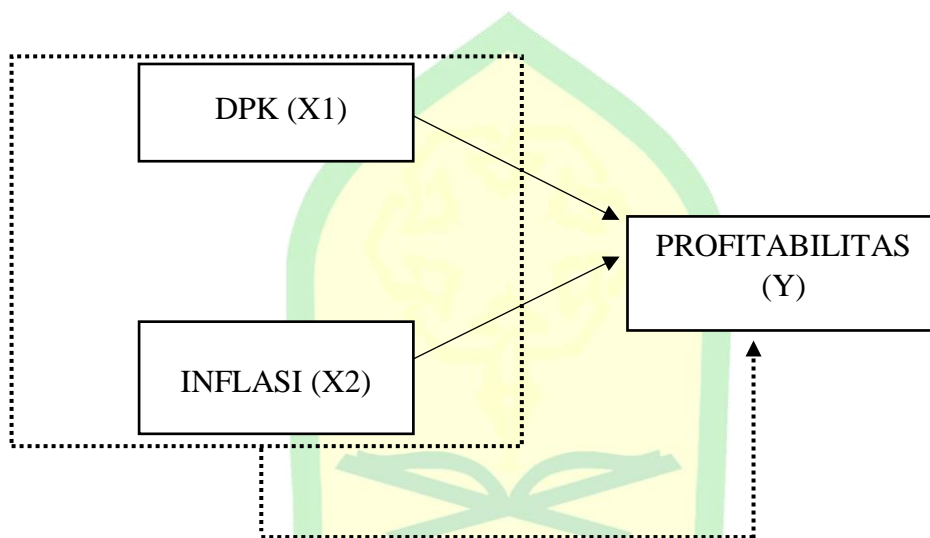 DPK (X1)
PROFITABILITAS
(Y)
INFLASI (X2)